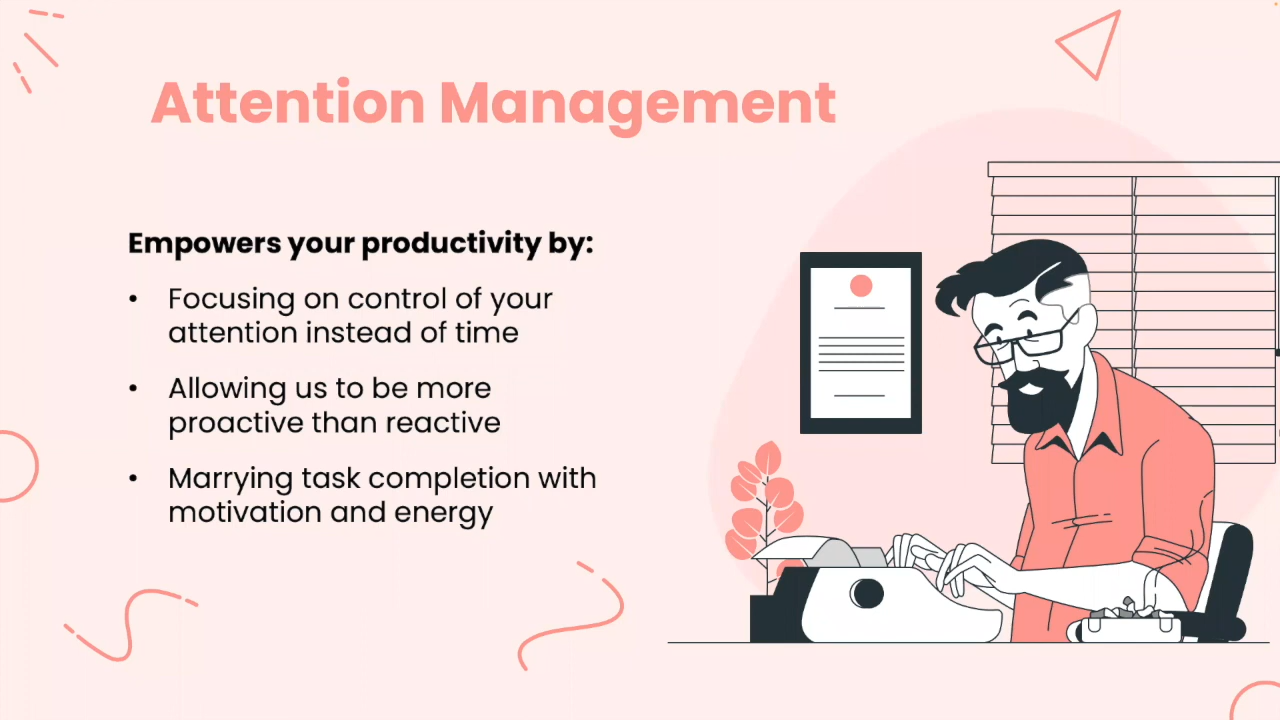 Attention Management
Empowers your productivity by:
• Focusing on control of your
attention instead of time
• Allowing us to be more
proactive than reactive
• Marrying task completion with
motivation and energy